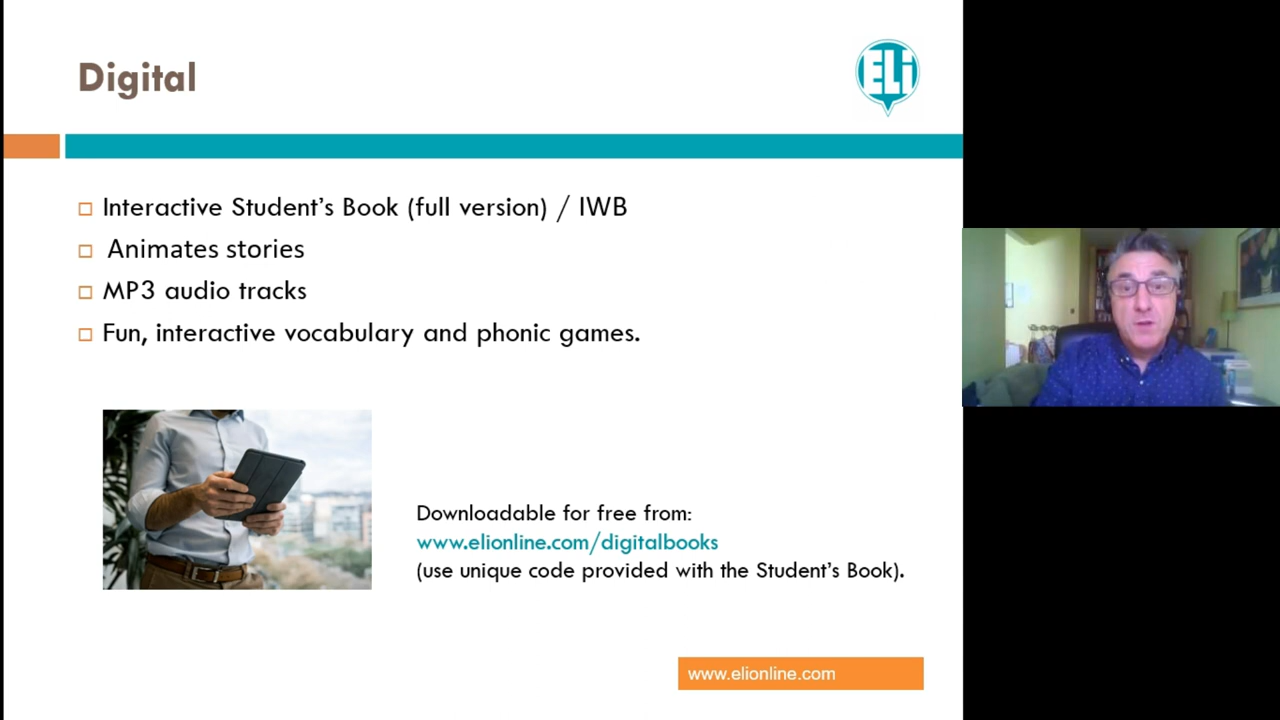 Digital
ELi
Interactive Student's Book (full version) / IWB
Animates stories
MP3 audio tracks
Fun, interactive vocabulary and phonic games.
Downloadable for free from:
www.elionline.com/digitalbooks
(use unique code provided with the Student's Book).
www.elionline.com